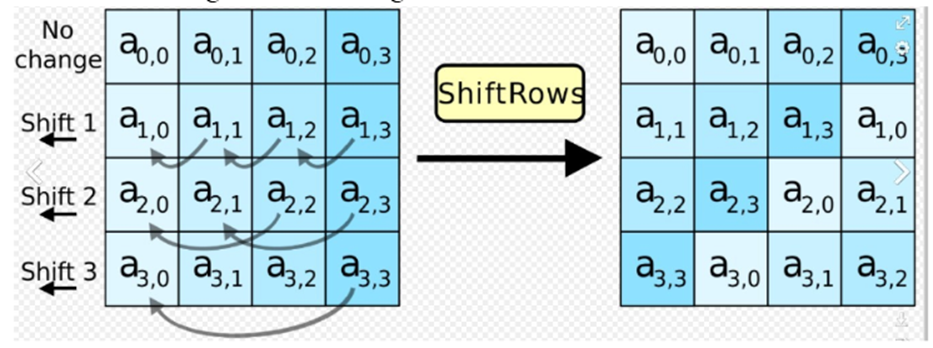 No change a0,0 a0,1 a0,2 a0,3
Shift 1 a1,0 a1,1 a1,2 a1,3
Shift 2 a2,0 a2,1 a2,2 a2,3
Shift 3 a3,0 a3,1 a3,2 a3,3
ShiftRows
a0,0 a0,1 a0,2 a0,3
a1,1 a1,2 a1,3 a1,0
a2,2 a2,3 a2,0 a2,1
a3,3 a3,0 a3,1 a3,2